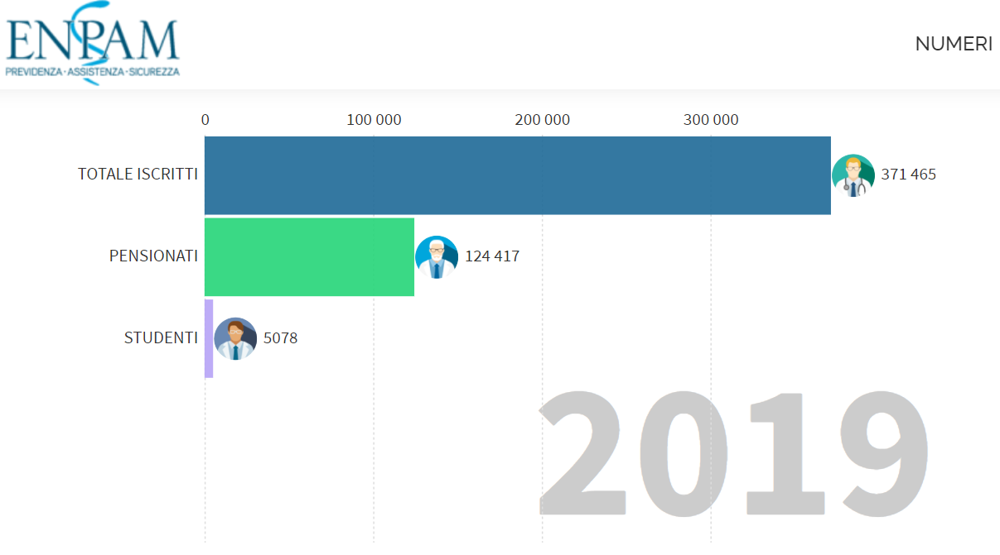 ENPAM
PREVIDENZA · ASSISTENZA · SICUREZZA
NUMERI
0 100 000 200 000 300 000
TOTALE ISCRITTI 371 465
PENSIONATI 124 417
STUDENTI 5078
2019